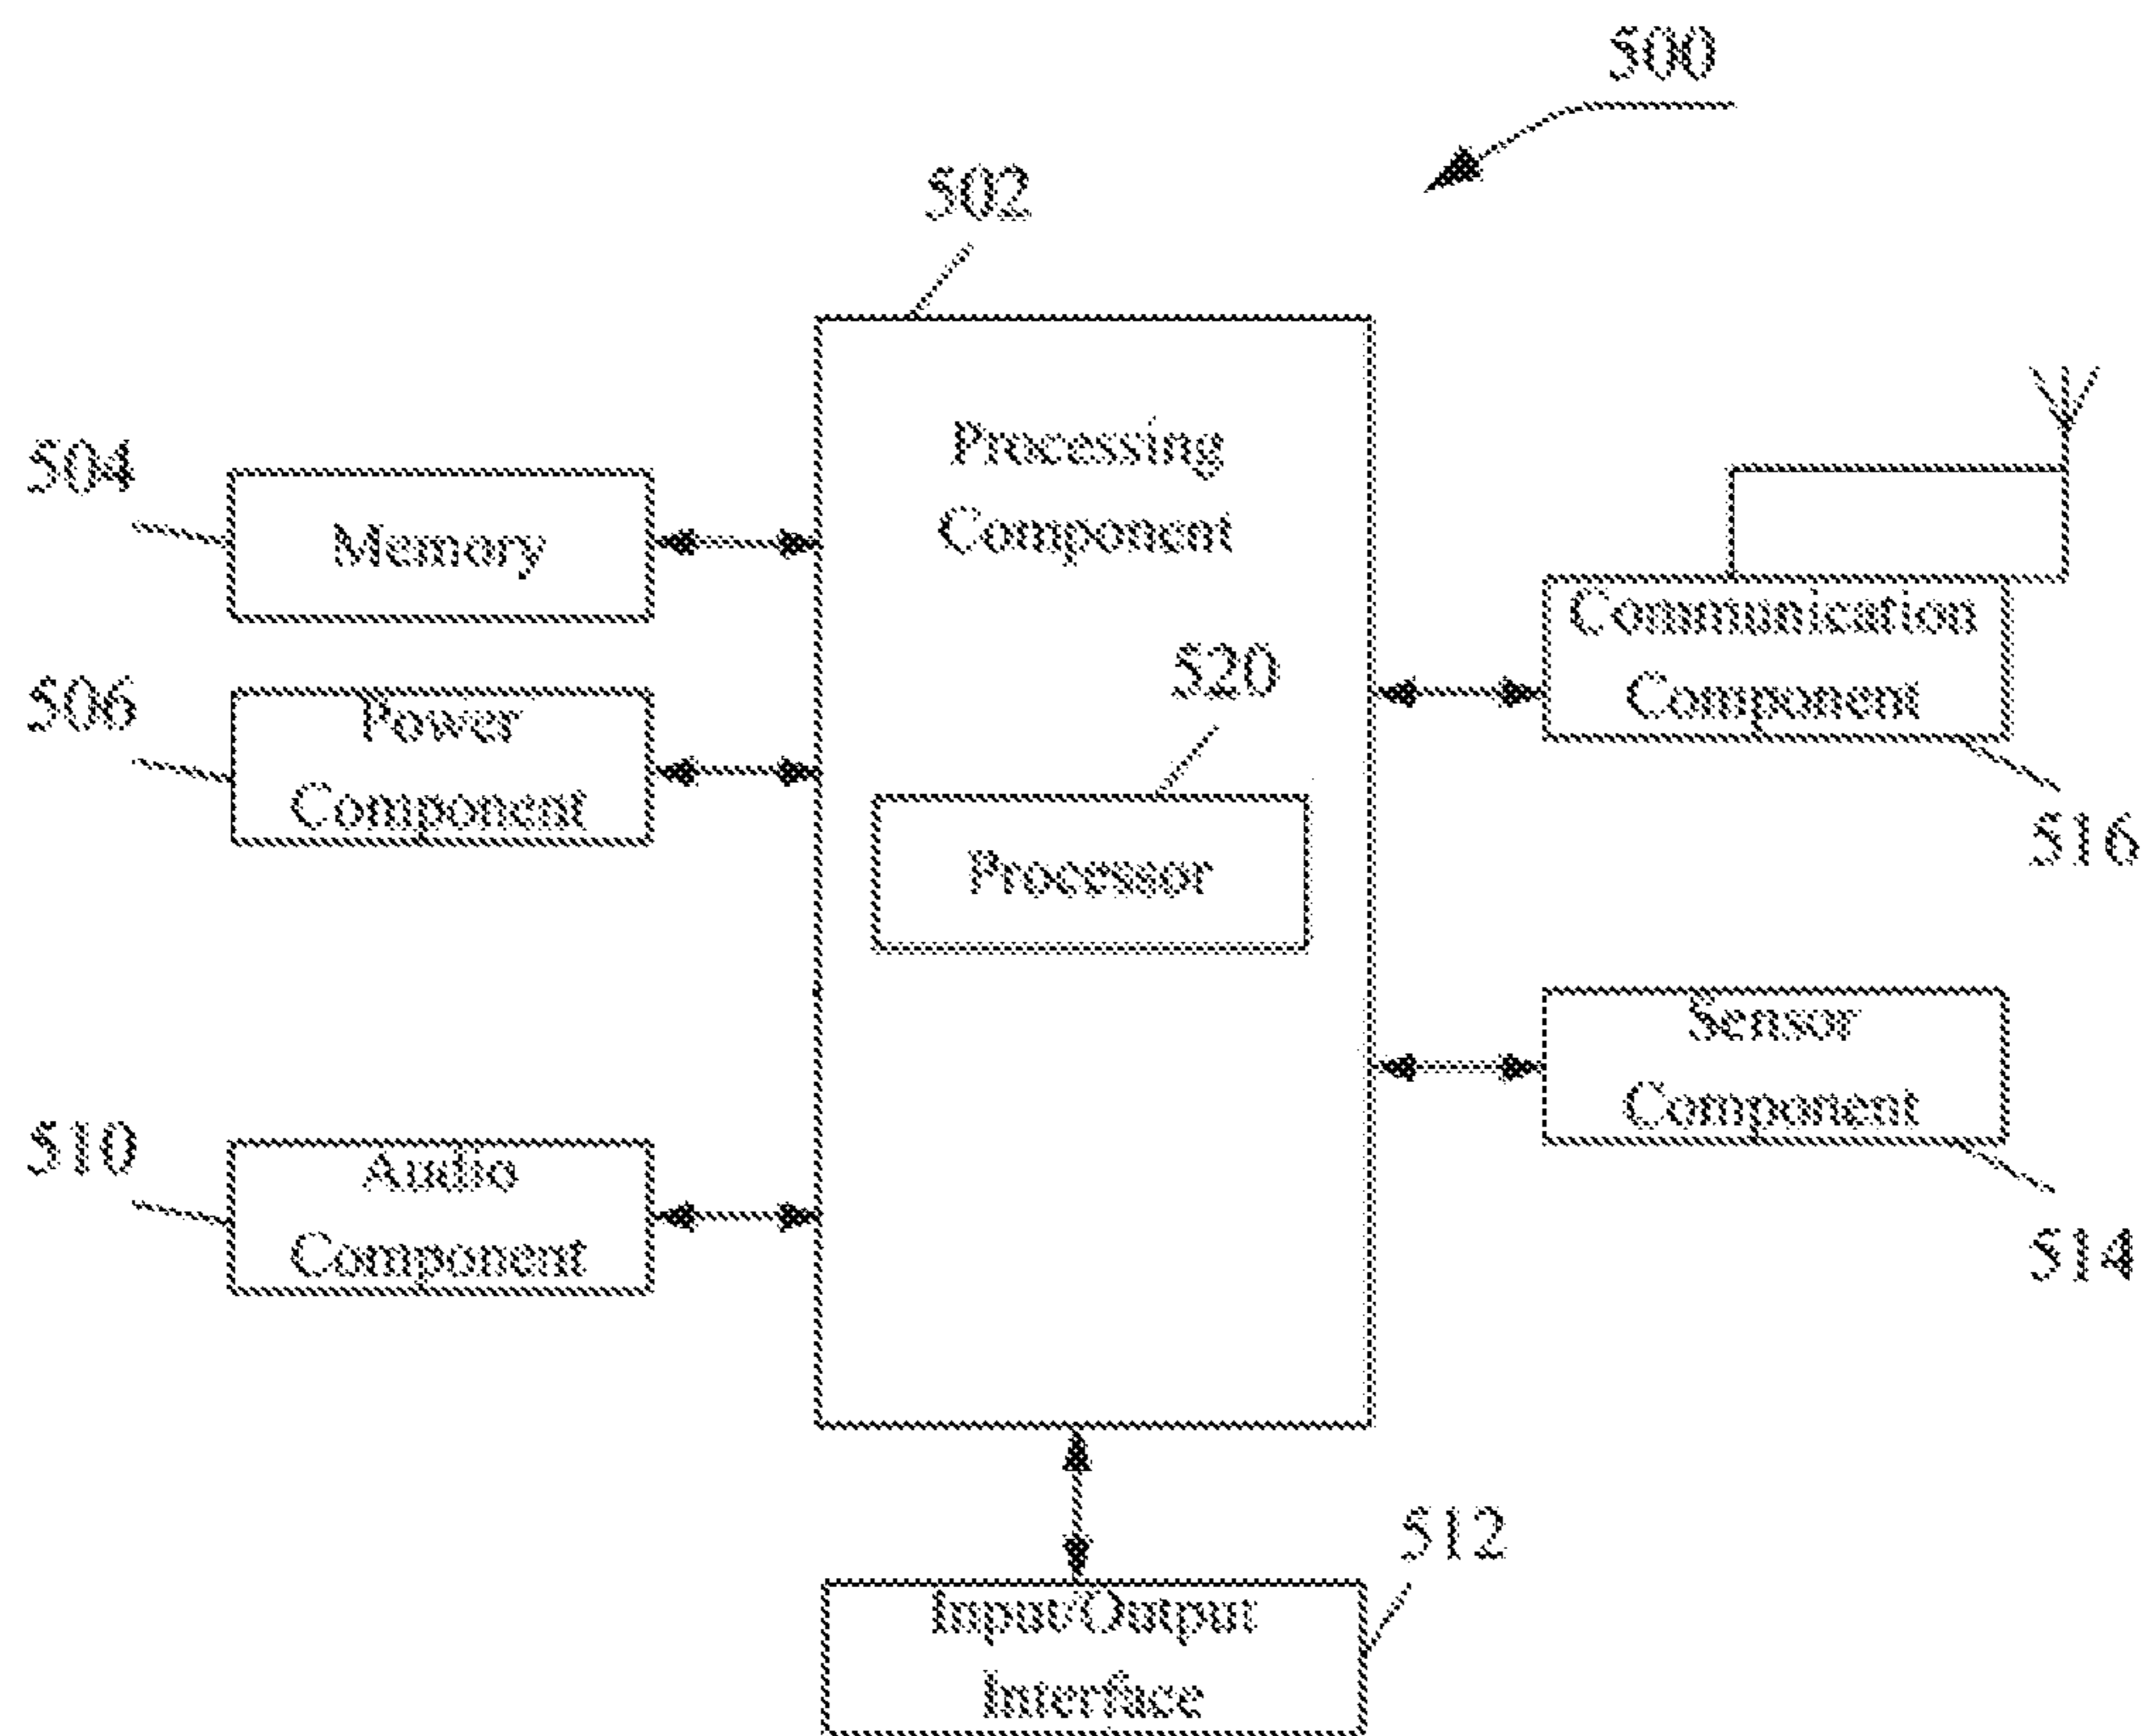 500
502
Processing
Component
504
Memory
520
506
Power
Component
Communication
Component
516
Processor
Sensor
Component
514
510
Audio
Component
512
Input/Output
Interface